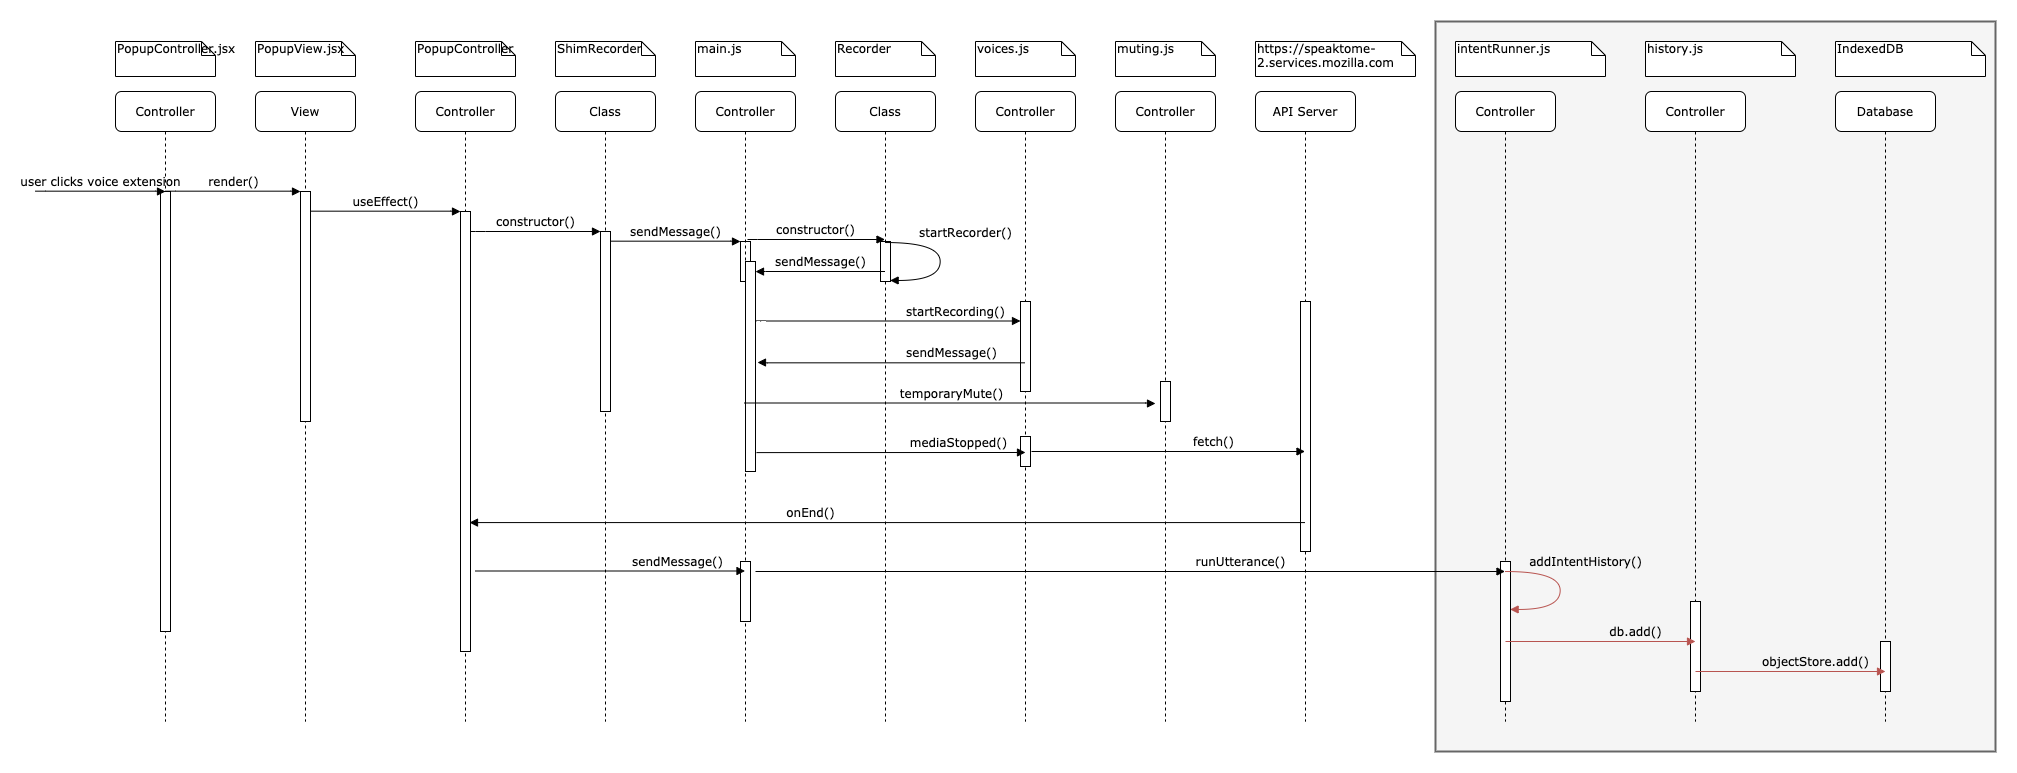 PopupController.jsx
PopupView.jsx
PopupController
ShimRecorder
main.js
Recorder
voices.js
muting.js
https://speaktome-
2.services.mozilla.com
intentRunner.js
history.js
IndexedDB
Controller
View
Controller
Class
Controller
Class
Controller
Controller
API Server
Controller
Controller
Database
user clicks voice extension
render()
useEffect()
constructor()
sendMessage()
constructor()
startRecorder()
sendMessage()
startRecording()
sendMessage()
temporaryMute()
mediaStopped()
fetch()
onEnd()
sendMessage()
runUtterance()
addIntentHistory()
db.add()
objectStore.add()